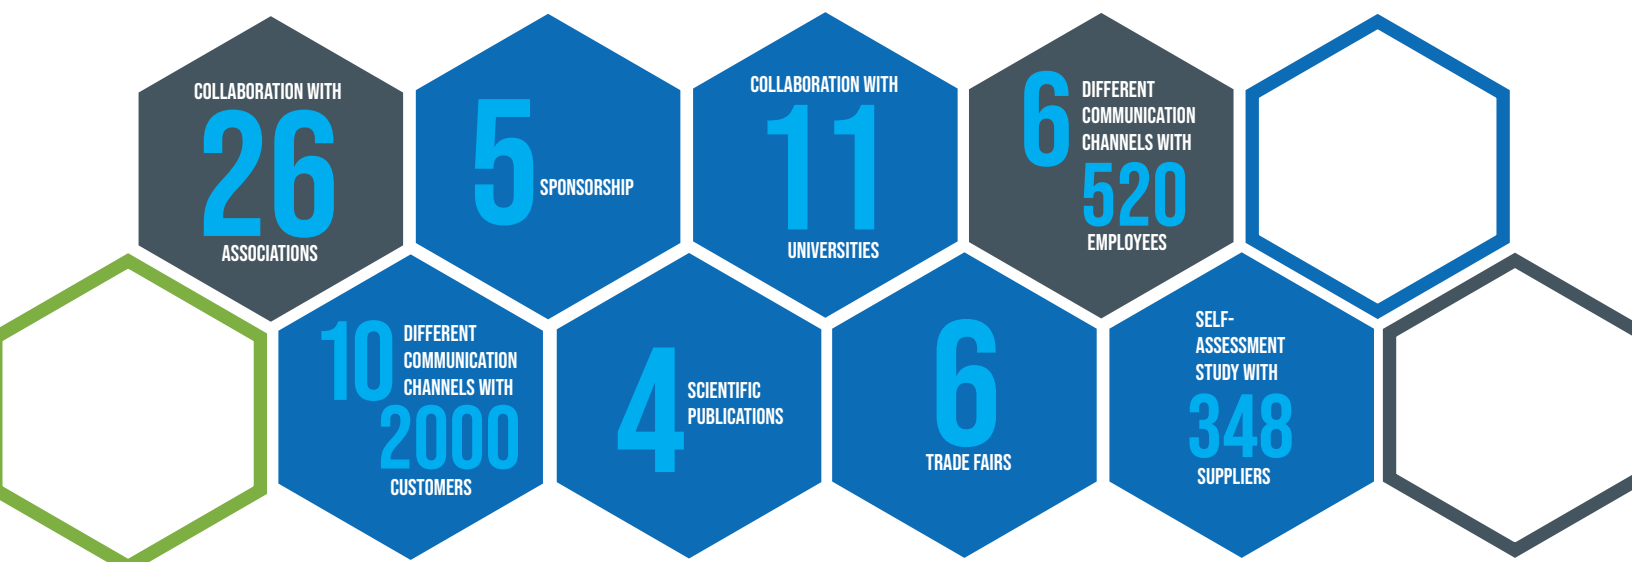 COLLABORATION WITH
26
ASSOCIATIONS
5 SPONSORSHIP
COLLABORATION WITH
11
UNIVERSITIES
6 DIFFERENT
COMMUNICATION
CHANNELS WITH
520
EMPLOYEES
10 DIFFERENT
COMMUNICATION
CHANNELS WITH
2000
CUSTOMERS
4 SCIENTIFIC
PUBLICATIONS
6
TRADE FAIRS
SELF-
ASSESSMENT
STUDY WITH
348
SUPPLIERS